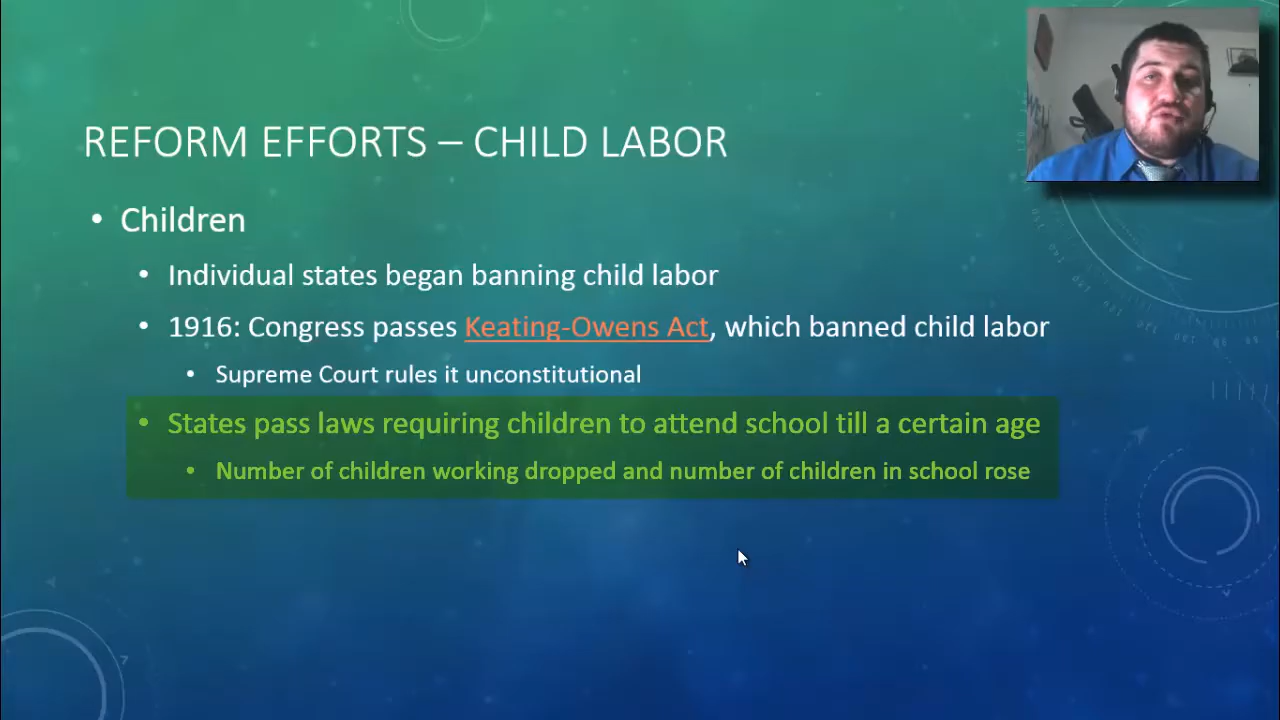 REFORM EFFORTS – CHILD LABOR
• Children
• Individual states began banning child labor
• 1916: Congress passes Keating-Owens Act, which banned child labor
• Supreme Court rules it unconstitutional
• States pass laws requiring children to attend school till a certain age
• Number of children working dropped and number of children in school rose